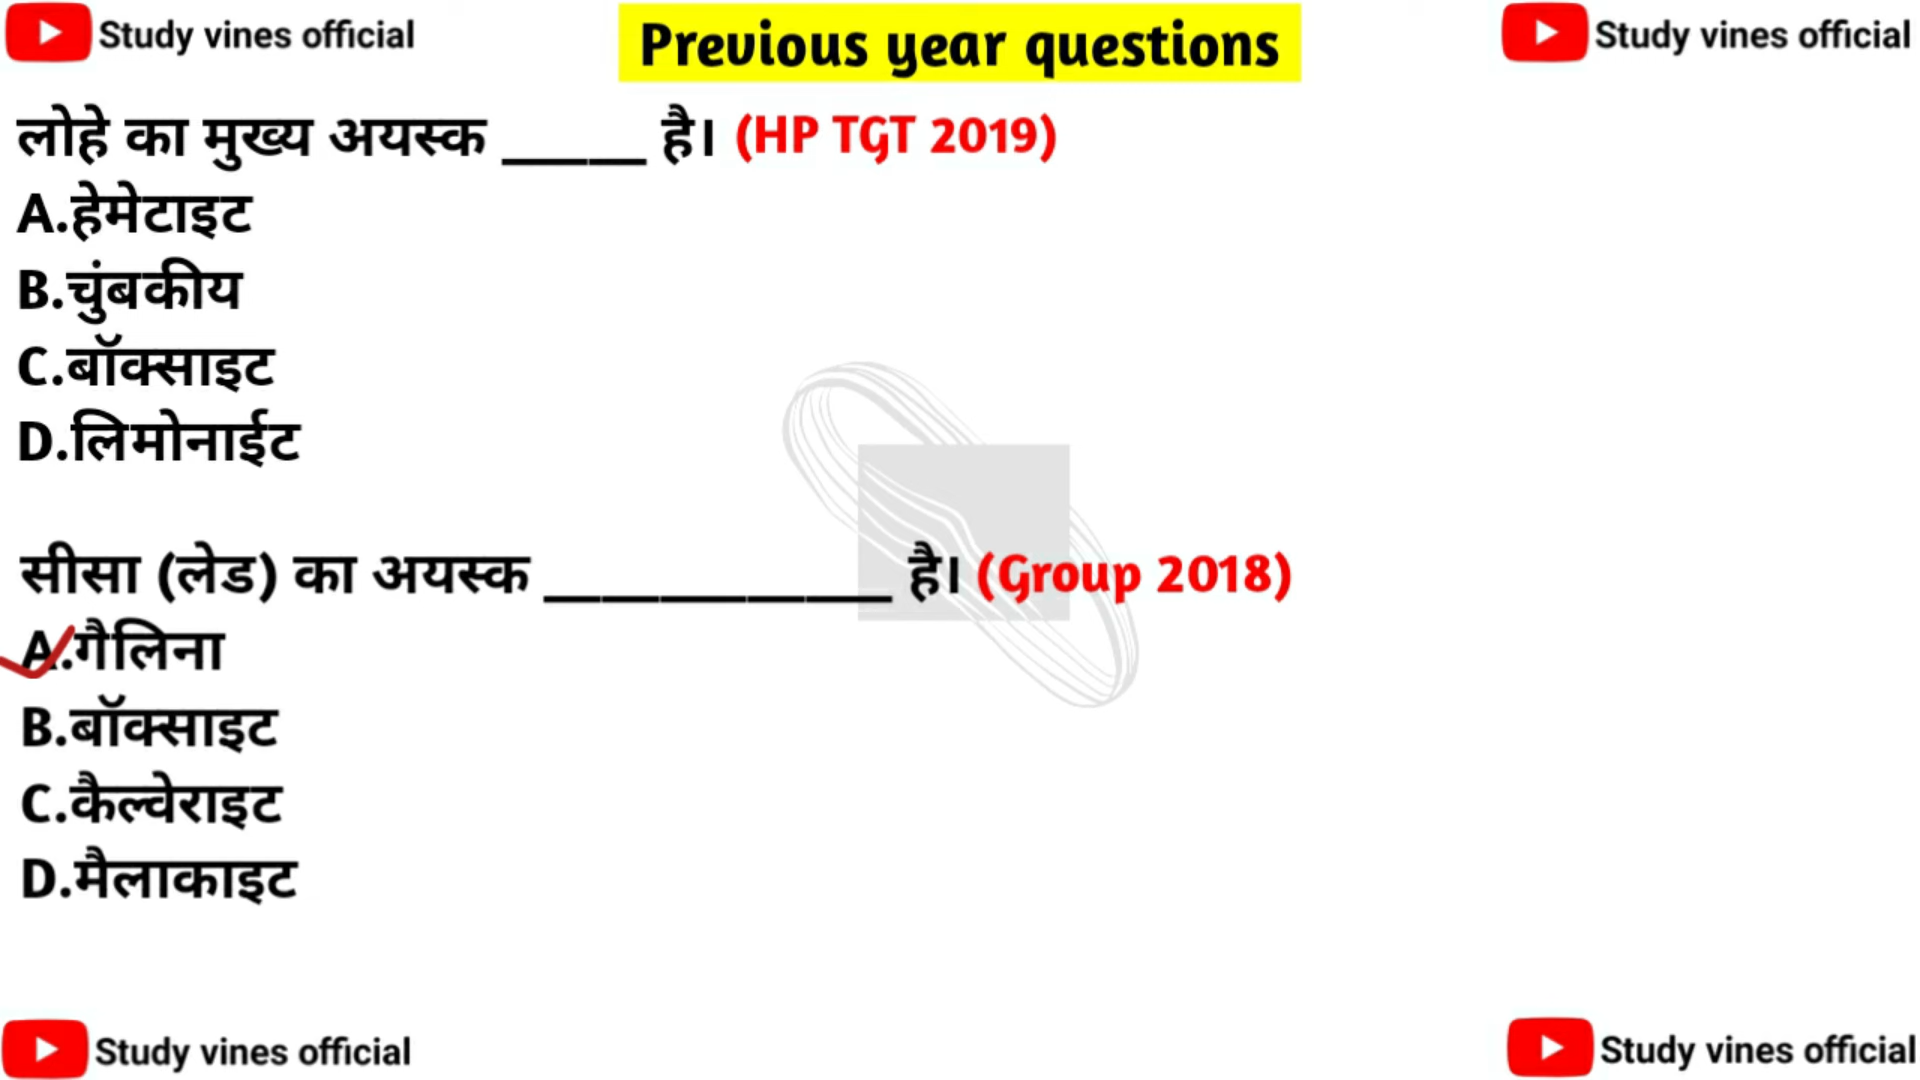 Study vines official
Previous year questions
Study vines official
लोहे का मुख्य अयस्क _____ है। (HP TGT 2019)
A.हेमेटाइट
B.चुंबकीय
C.बॉक्साइट
D.लिमोनाईट
सीसा (लेड) का अयस्क ____________ है। (Group 2018)
A.गैलिना
B.बॉक्साइट
C.कैल्वेराइट
D.मैलाकाइट
Study vines official
Study vines official